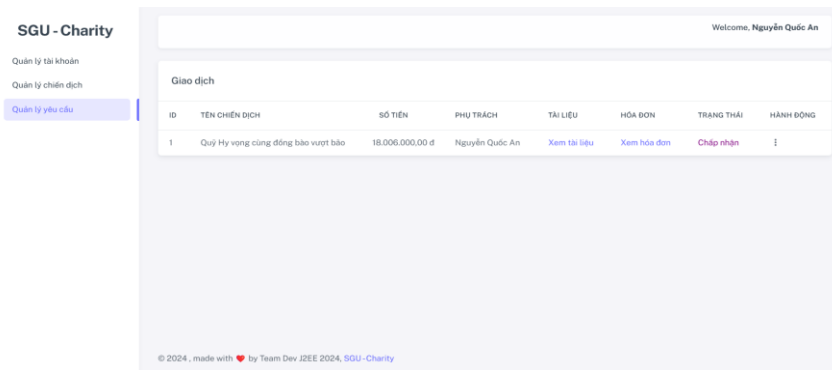 SGU - Charity
Welcome, Nguyễn Quốc An
Quản lý tài khoản
Quản lý chiến dịch
Quản lý yêu cầu
Giao dịch
ID TÊN CHIẾN DỊCH SỐ TIỀN PHỤ TRÁCH TÀI LIỆU HÓA ĐƠN TRẠNG THÁI HÀNH ĐỘNG
1 Quỹ Hy vọng cùng đồng bào vượt bão 18.006.000,00 đ Nguyễn Quốc An Xem tài liệu Xem hóa đơn Chấp nhận
© 2024 , made with ❤️ by Team Dev J2EE 2024, SGU-Charity